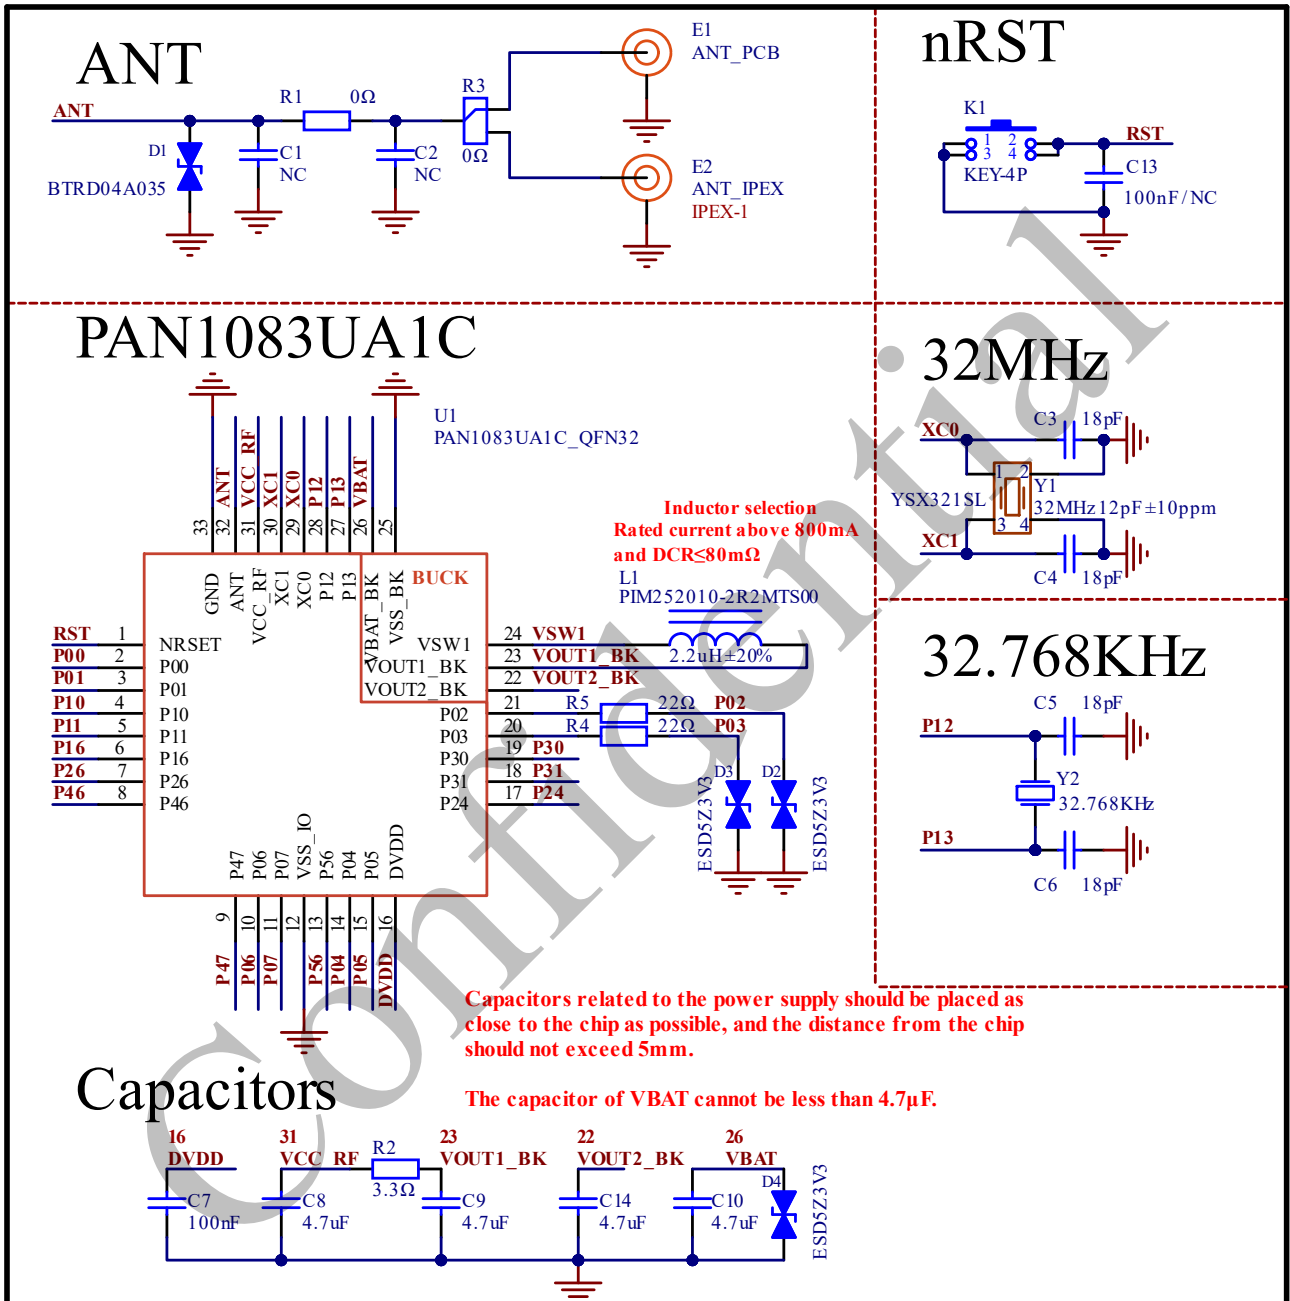 ANT
ANT
D1
BTRD04A035
C1
NC
R1
0Ω
C2
NC
R3
0Ω
E1
ANT_PCB
E2
ANT_IPEX
IPEX-1
nRST
K1
1 2
3 4
KEY-4P
RST
C13
100nF/NC
PAN1083UA1C
U1
PAN1083UA1C_QFN32
33
32 ANT
31 VCC_RF
30 XC1
29 XC0
28 P12
27 P13
26 VBAT
25
GND
ANT
VCC_RF
XC1
XC0
P12
P13
VBAT_BK
VSS_BK
BUCK
RST 1 NRSET
P00 2 P00
P01 3 P01
P10 4 P10
P11 5 P11
P16 6 P16
P26 7 P26
P46 8 P46
VSW1 24 VSW1
VOUT1_BK 23 VOUT1_BK
VOUT2_BK 22 VOUT2_BK
P02 21 R5 22Ω P02
P03 20 R4 22Ω P03
P30 19 P30
P31 18 P31
P24 17 P24
Inductor selection
Rated current above 800mA
and DCR≤80mΩ
L1
PIM252010-2R2MTS00
2.2uH±20%
D3
ESD5Z3V3
D2
ESD5Z3V3
P47
P06
P07
VSS_IO
P56
P04
P05
DVDD
9
10
11
12
13
14
15
16
P47
P06
P07
P56
P04
P05
DVDD
32MHz
XC0
C3 18pF
1 2
3 4
YSX321SL
Y1
32MHz 12pF±10ppm
XC1
C4 18pF
32.768KHz
C5 18pF
P12
Y2
32.768KHz
P13
C6 18pF
Capacitors related to the power supply should be placed as
close to the chip as possible, and the distance from the chip
should not exceed 5mm.
The capacitor of VBAT cannot be less than 4.7μF.
Capacitors
16
DVDD
C7
100nF
31
VCC_RF
C8
4.7uF
R2
3.3Ω
23
VOUT1_BK
C9
4.7uF
22
VOUT2_BK
C14
4.7uF
26
VBAT
C10
4.7uF
D4
ESD5Z3V3
Confidential